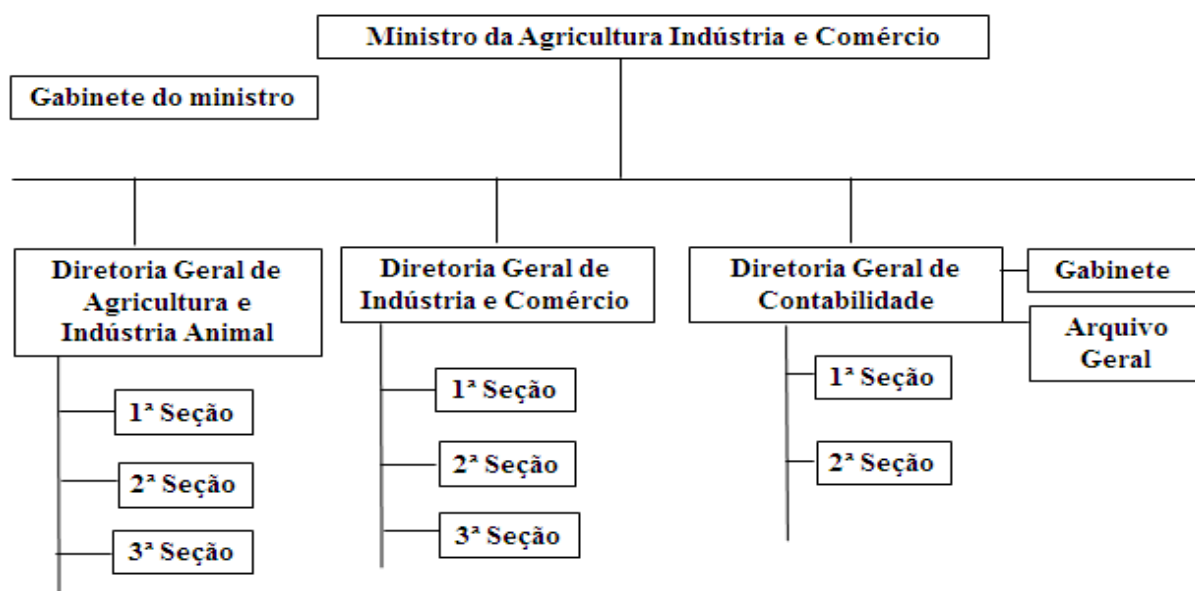 Ministro da Agricultura Indústria e Comércio
Gabinete do ministro
Diretoria Geral de
Agricultura e
Indústria Animal
1ª Seção
2ª Seção
3ª Seção
Diretoria Geral de
Indústria e Comércio
1ª Seção
2ª Seção
3ª Seção
Diretoria Geral de
Contabilidade
Gabinete
Arquivo
Geral
1ª Seção
2ª Seção